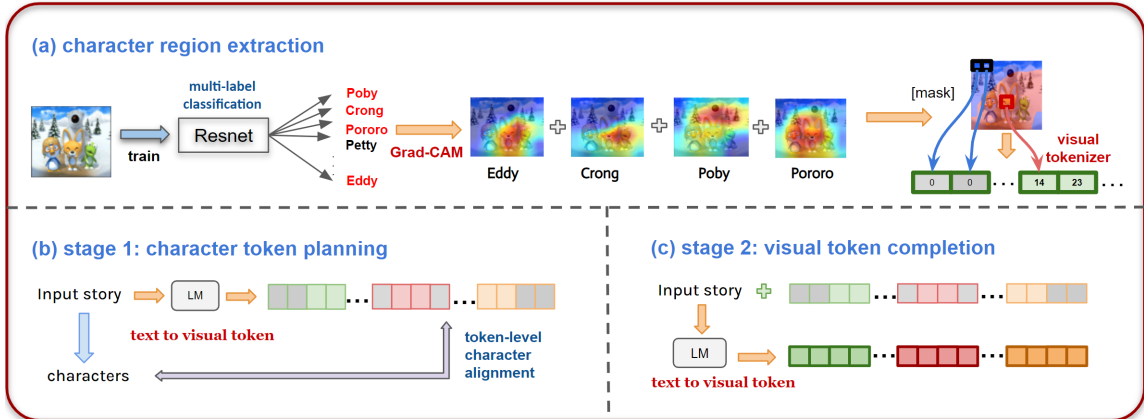 (a) character region extraction
multi-label
classification
Resnet
train
Poby
Crong
Pororo
Petty
Eddy
Grad-CAM
Eddy
Crong
Poby
Pororo
[mask]
visual
tokenizer
0 0 ... 14 23 ...
(b) stage 1: character token planning
Input story
LM
... ...
text to visual token
token-level
character
alignment
characters
(c) stage 2: visual token completion
Input story
... ...
LM
... ...
text to visual token